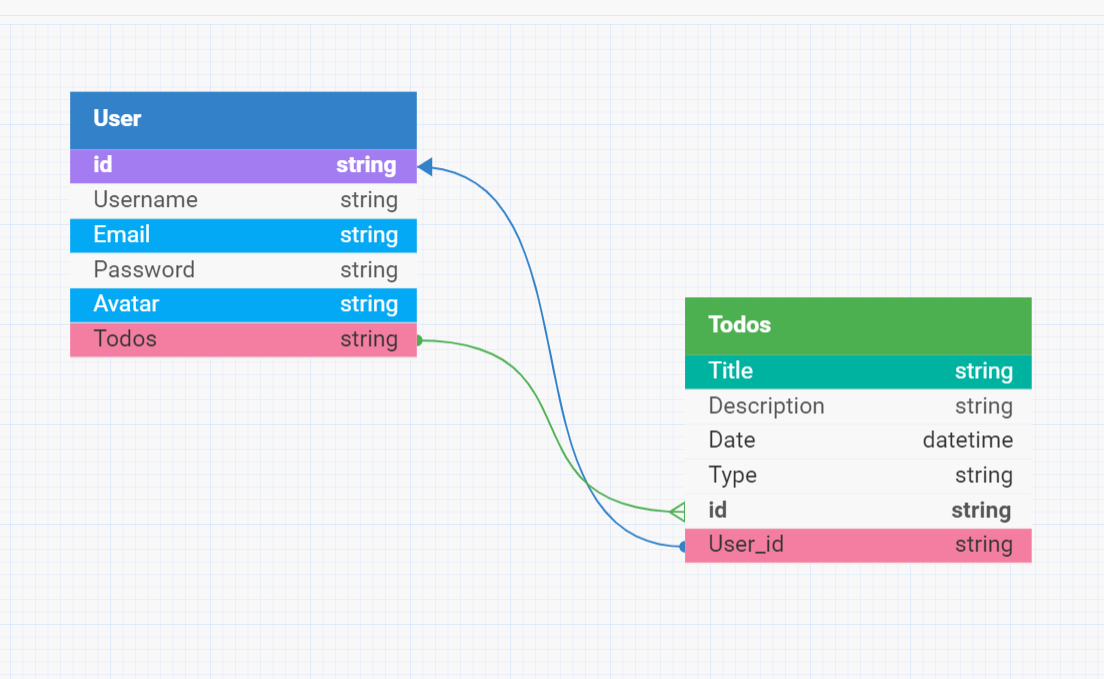 User
id string
Username string
Email string
Password string
Avatar string
Todos string
Todos
Title string
Description string
Date datetime
Type string
id string
User_id string